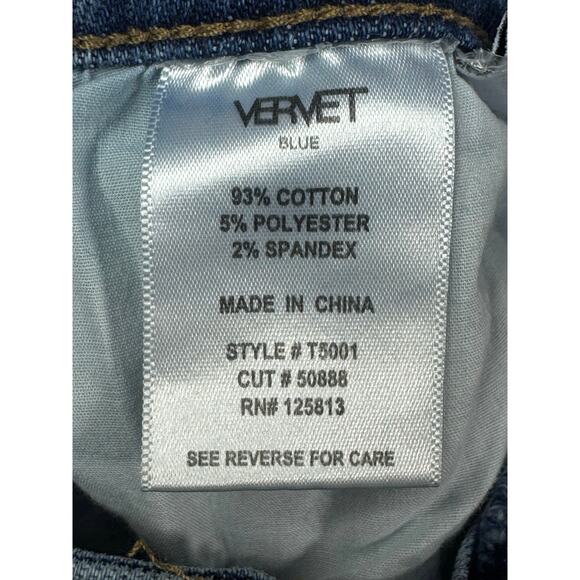 VERVET
BLUE
93% COTTON
5% POLYESTER
2% SPANDEX
MADE IN CHINA
STYLE # T5001
CUT # 50888
RN# 125813
SEE REVERSE FOR CARE